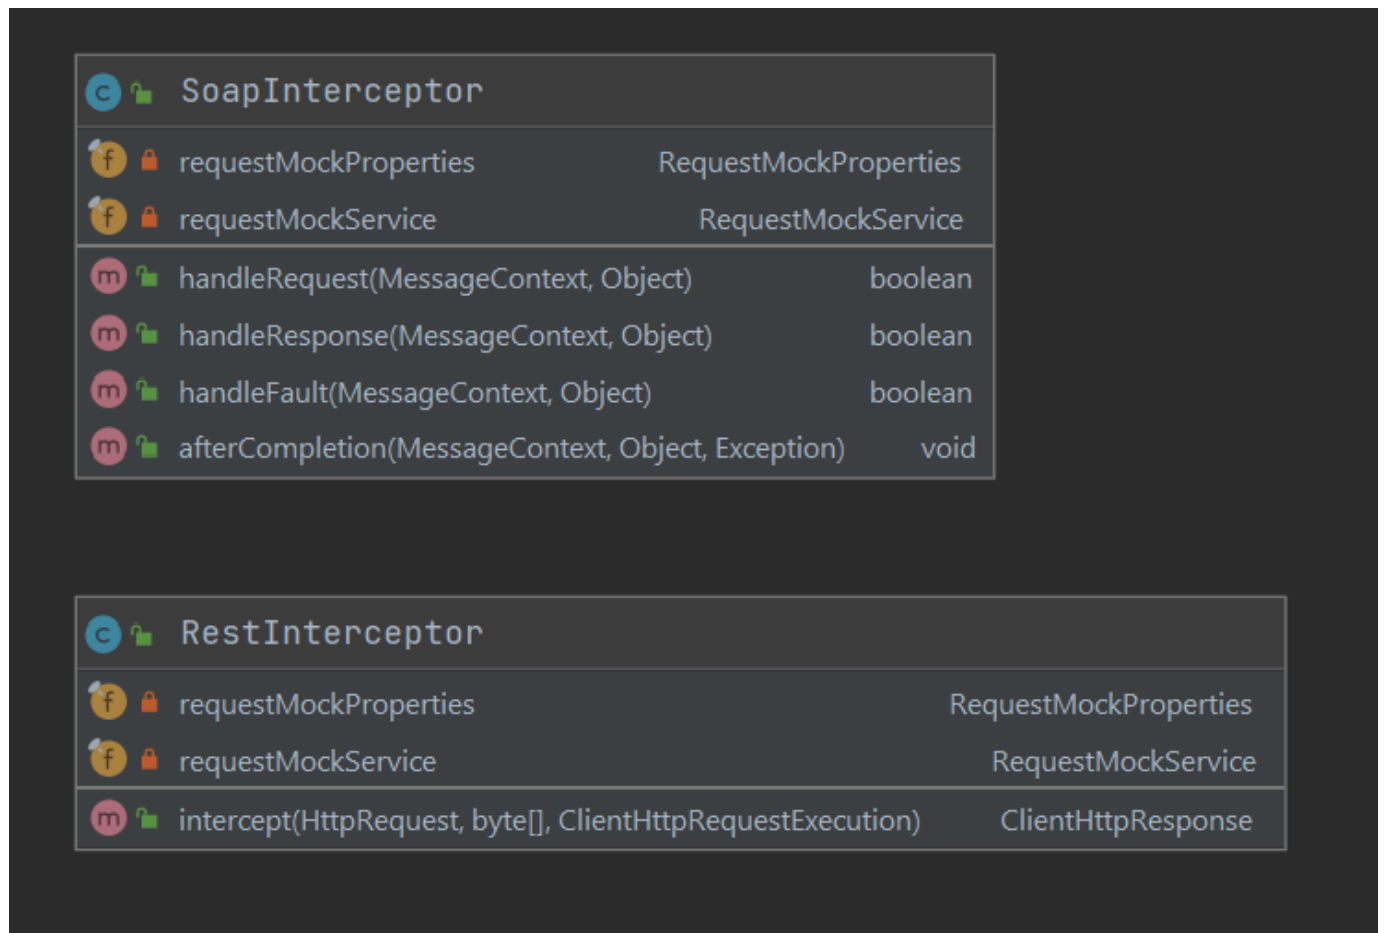 C SoapInterceptor
f requestMockProperties RequestMockProperties
f requestMockService RequestMockService
m handleRequest(MessageContext, Object) boolean
m handleResponse(MessageContext, Object) boolean
m handleFault(MessageContext, Object) boolean
m afterCompletion(MessageContext, Object, Exception) void
C RestInterceptor
f requestMockProperties RequestMockProperties
f requestMockService RequestMockService
m intercept(HttpRequest, byte[], ClientHttpRequestExecution) ClientHttpResponse